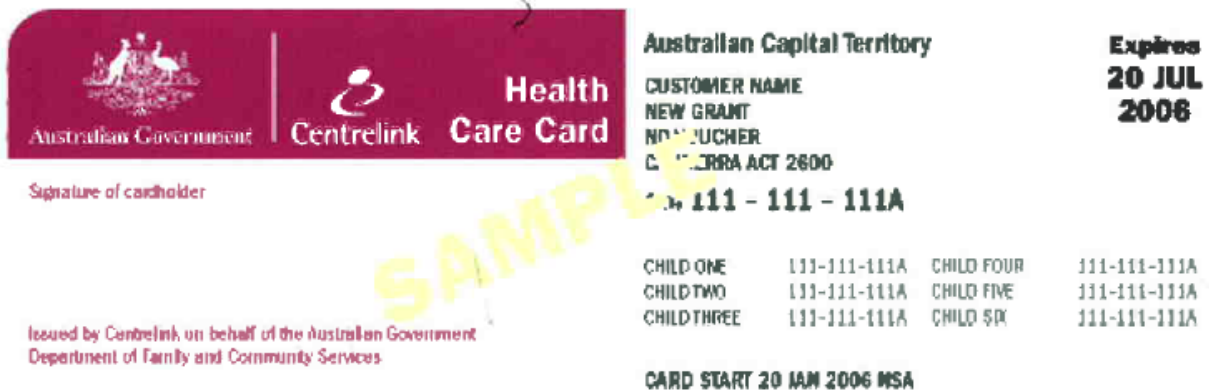 Australian Government
Centrelink
Health
Care Card
Signature of cardholder
Issued by Centrelink on behalf of the Australian Government
Department of Family and Community Services
SAMPLE
Australian Capital Territory
CUSTOMER NAME
NEW GRANT
CANBERRA ACT 2600
111 - 111 - 111A
Expires
20 JUL
2006
CHILD ONE 111-111-111A CHILD FOUR 111-111-111A
CHILD TWO 111-111-111A CHILD FIVE 111-111-111A
CHILD THREE 111-111-111A CHILD SIX 111-111-111A
CARD START 20 JAN 2006 NSA